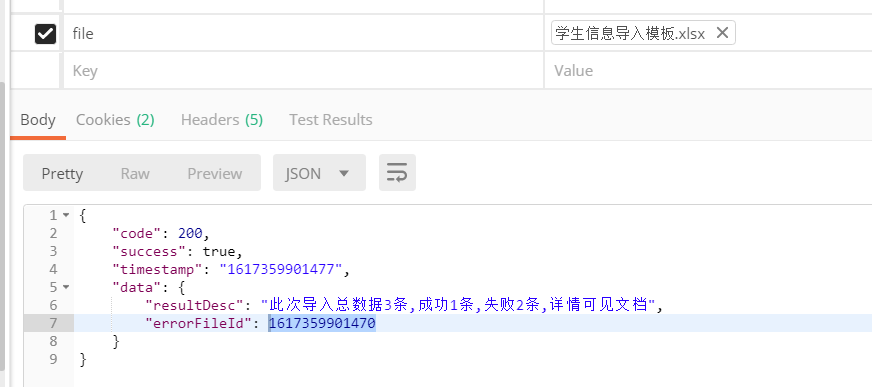 file 学生信息导入模板.xlsx
Key Value
Body Cookies (2) Headers (5) Test Results
Pretty Raw Preview JSON
1 {
2 "code": 200,
3 "success": true,
4 "timestamp": "1617359901477",
5 "data": {
6 "resultDesc": "此次导入总数据3条,成功1条,失败2条,详情可见文档",
7 "errorFileId": 1617359901470
8 }
9 }